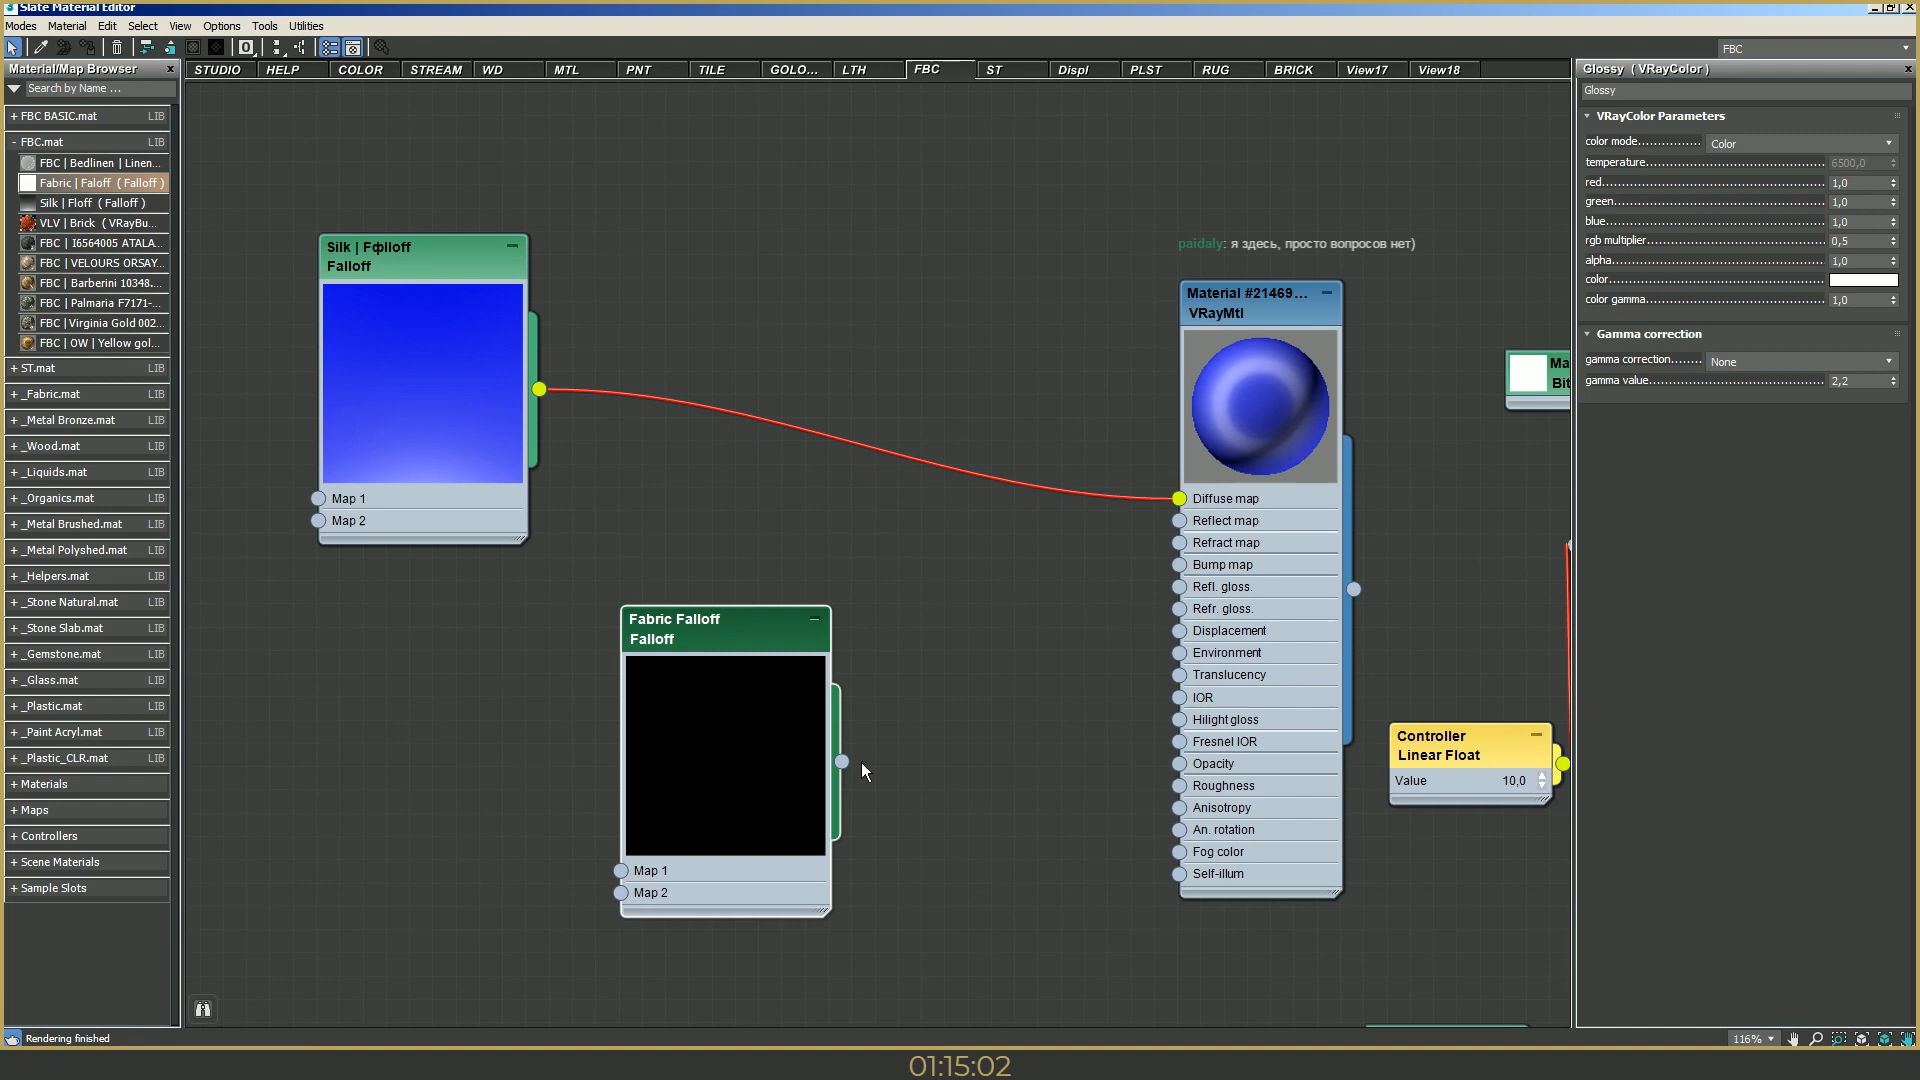 Slate Material Editor
Modes Material Edit Select View Options Tools Utilities
FBC
Material/Map Browser x
STUDIO HELP COLOR STREAM WD MTL PNT TILE GOLO... LTH FBC ST Displ PLST RUG BRICK View17 View18
Search by Name ...
+ FBC BASIC.mat LIB
- FBC.mat LIB
FBC | Bedlinen | Linen...
Fabric | Faloff ( Falloff )
Silk | Floff ( Falloff )
VLV | Brick ( VRayBu...
FBC | I6564005 ATALA...
FBC | VELOURS ORSAY...
FBC | Barberini 10348....
FBC | Palmaria F7171-...
FBC | Virginia Gold 002...
FBC | OW | Yellow gol...
+ ST.mat LIB
+ _Fabric.mat LIB
+ _Metal Bronze.mat LIB
+ _Wood.mat LIB
+ _Liquids.mat LIB
+ _Organics.mat LIB
+ _Metal Brushed.mat LIB
+ _Metal Polyshed.mat LIB
+ _Helpers.mat LIB
+ _Stone Natural.mat LIB
+ _Stone Slab.mat LIB
+ _Gemstone.mat LIB
+ _Glass.mat LIB
+ _Plastic.mat LIB
+ _Paint Acryl.mat LIB
+ _Plastic_CLR.mat LIB
+ Materials
+ Maps
+ Controllers
+ Scene Materials
+ Sample Slots
Silk | Fфlloff
Falloff
Map 1
Map 2
Fabric Falloff
Falloff
Map 1
Map 2
paidaly: я здесь, просто вопросов нет)
Material #21469...
VRayMtl
Diffuse map
Reflect map
Refract map
Bump map
Refl. gloss.
Refr. gloss.
Displacement
Environment
Translucency
IOR
Hilight gloss
Fresnel IOR
Opacity
Roughness
Anisotropy
An. rotation
Fog color
Self-illum
Ma
Bit
Controller
Linear Float
Value 10,0
Glossy ( VRayColor ) x
Glossy
VRayColor Parameters
color mode............... Color
temperature.............. 6500,0
red.............. 1,0
green.............. 1,0
blue.............. 1,0
rgb multiplier.............. 0,5
alpha.............. 1,0
color..............
color gamma.............. 1,0
Gamma correction
gamma correction........ None
gamma value.............. 2,2
Rendering finished
116%
01:15:02